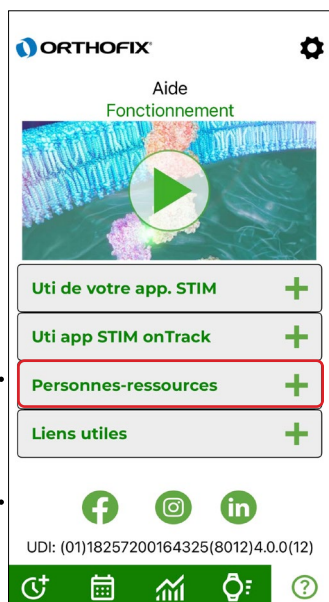 ORTHOFIX
Aide
Fonctionnement
Uti de votre app. STIM
Uti app STIM onTrack
Personnes-ressources
Liens utiles
UDI: (01)18257200164325(8012)4.0.0(12)